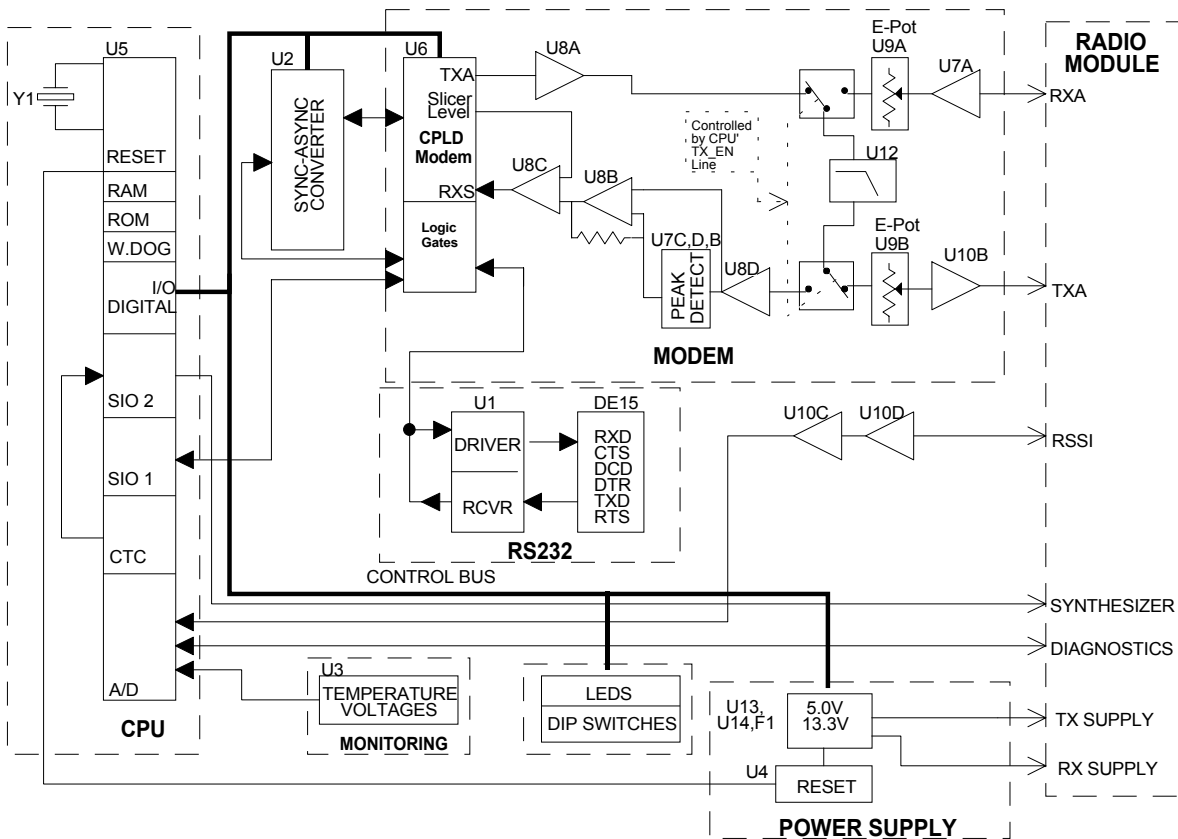 U5
Y1
RESET
RAM
ROM
W.DOG
I/O
DIGITAL
SIO 2
SIO 1
CTC
A/D
CPU
U2
SYNC-ASYNC
CONVERTER
U6
TXA
Slicer
Level
CPLD
Modem
RXS
Logic
Gates
U8A
U8C
U8B
U7C,D,B
PEAK
DETECT
U8D
Controlled
by CPU'
TX_EN
Line
E-Pot
U9A
U7A
U12
E-Pot
U9B
U10B
MODEM
RADIO
MODULE
RXA
TXA
RSSI
SYNTHESIZER
DIAGNOSTICS
TX SUPPLY
RX SUPPLY
U10C
U10D
U1
DRIVER
RCVR
DE15
RXD
CTS
DCD
DTR
TXD
RTS
RS232
CONTROL BUS
U3
TEMPERATURE
VOLTAGES
MONITORING
LEDS
DIP SWITCHES
U13,
U14,F1
5.0V
13.3V
U4
RESET
POWER SUPPLY